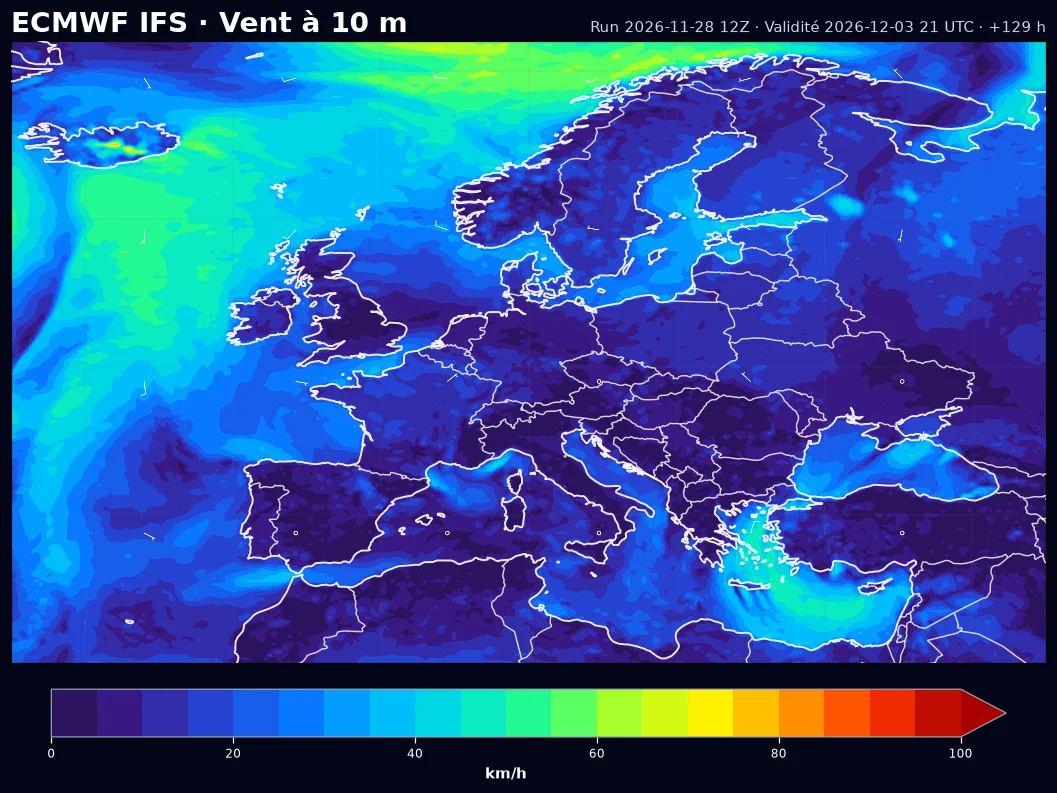 ECMWF IFS · Vent à 10 m
Run 2026-11-28 12Z · Validité 2026-12-03 21 UTC · +129 h
0 20 40 60 80 100
km/h